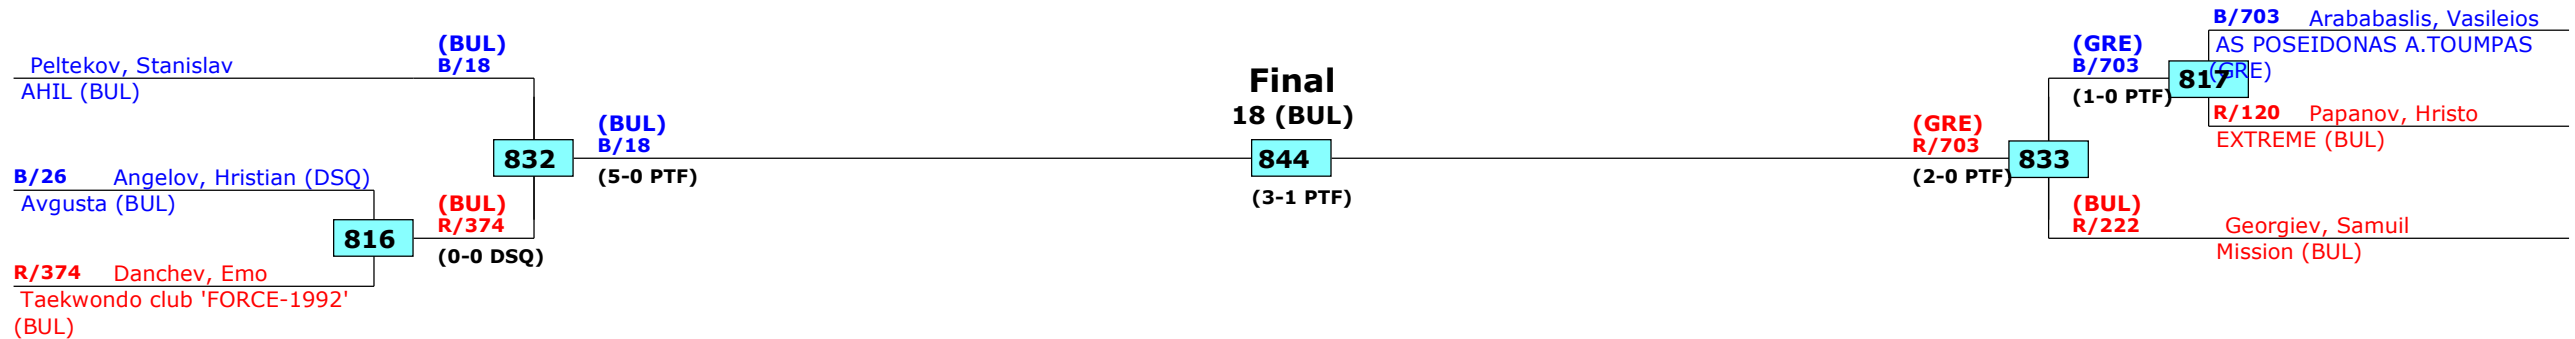 Peltekov, Stanislav
AHIL (BUL)
(BUL)
B/18
B/26 Angelov, Hristian (DSQ)
Avgusta (BUL)
816
R/374 Danchev, Emo
Taekwondo club 'FORCE-1992'
(BUL)
(BUL)
R/374
(0-0 DSQ)
832
(BUL)
B/18
(5-0 PTF)
Final
18 (BUL)
844
(3-1 PTF)
(GRE)
R/703
(2-0 PTF)
833
(GRE)
B/703
(1-0 PTF)
817
B/703 Arababaslis, Vasileios
AS POSEIDONAS A.TOUMPAS
(GRE)
R/120 Papanov, Hristo
EXTREME (BUL)
(BUL)
R/222
Georgiev, Samuil
Mission (BUL)